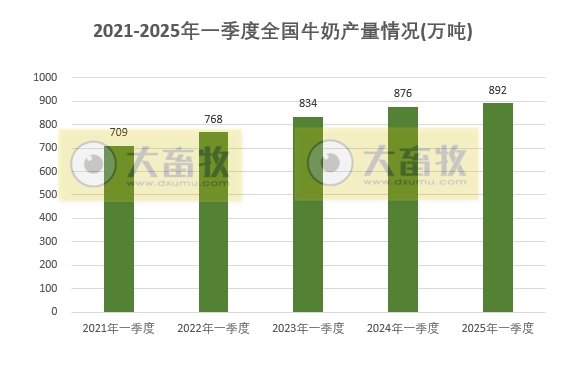 2021-2025年一季度全国牛奶产量情况(万吨)
1000
900
800
700
600
500
400
300
200
100
0
709
768
834
876
892
2021年一季度
2022年一季度
2023年一季度
2024年一季度
2025年一季度
大畜牧
www.dxumu.com
大畜牧
www.dxumu.com